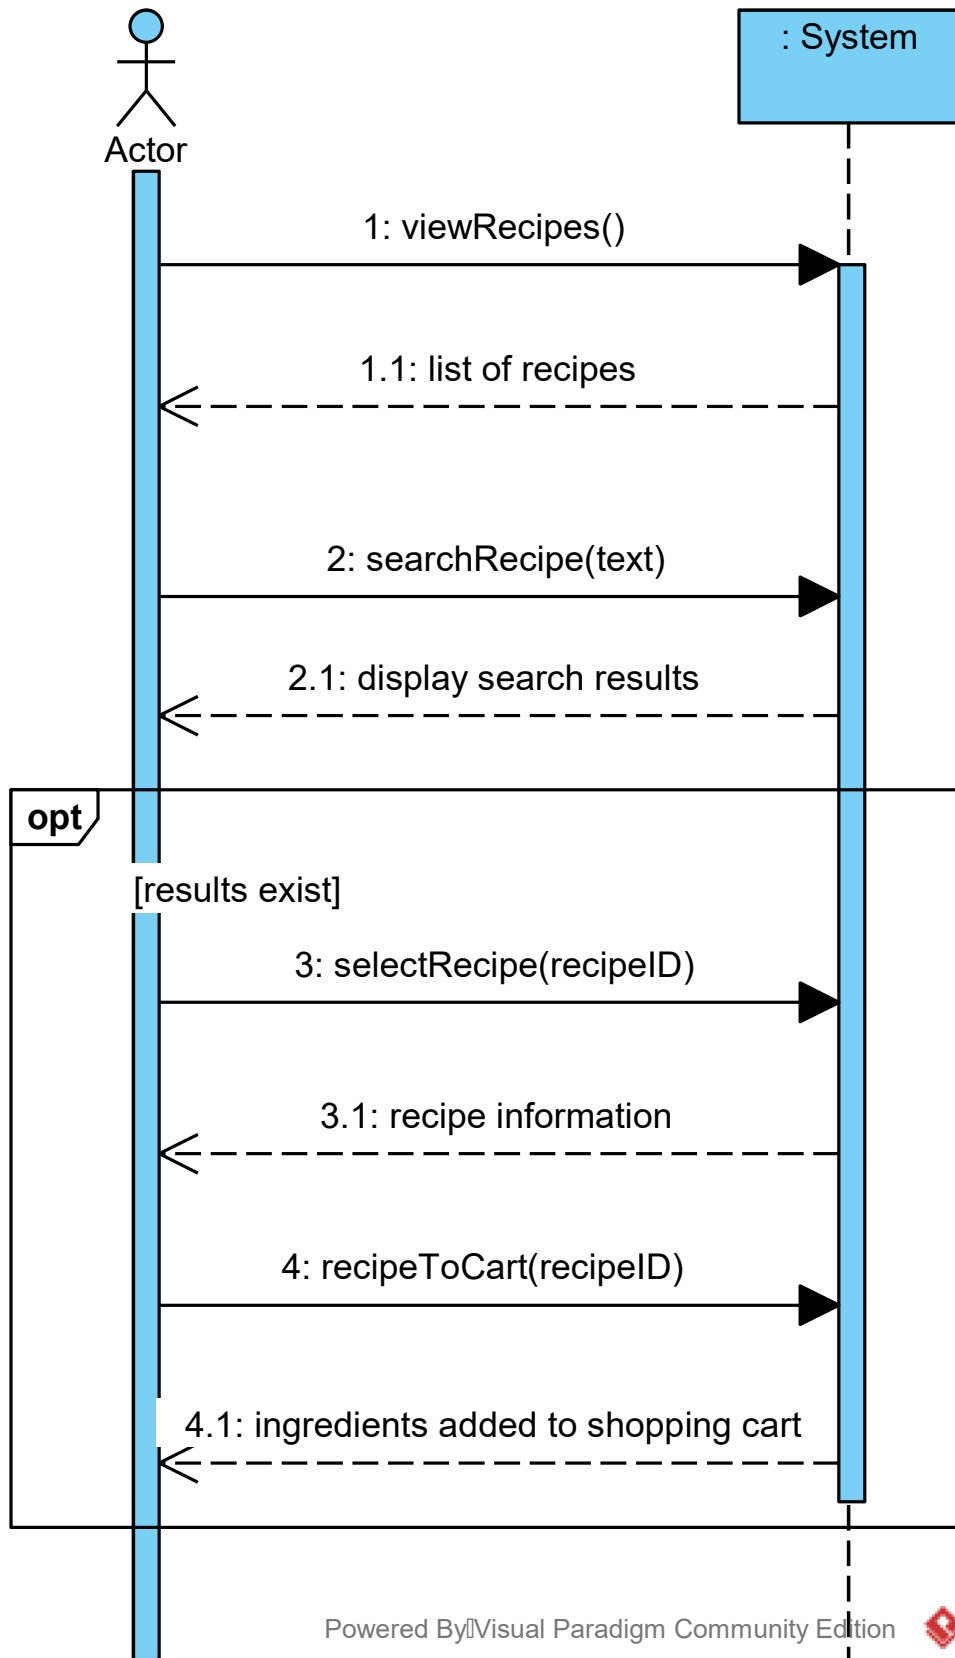 : System
Actor
1: viewRecipes()
1.1: list of recipes
2: searchRecipe(text)
2.1: display search results
opt
[results exist]
3: selectRecipe(recipeID)
3.1: recipe information
4: recipeToCart(recipeID)
4.1: ingredients added to shopping cart
Powered By Visual Paradigm Community Edition